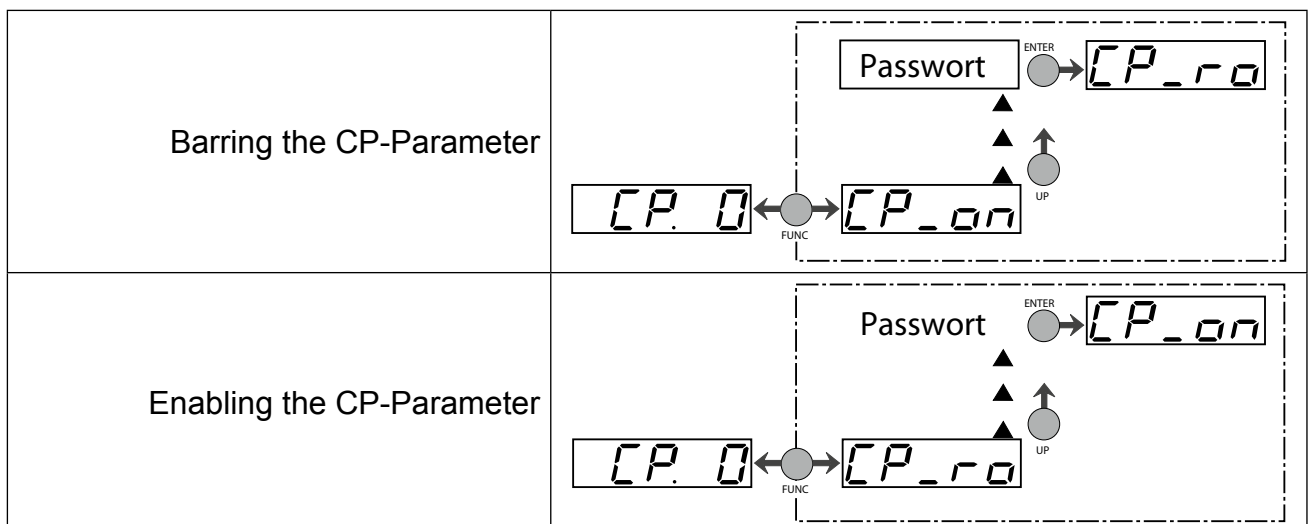 Barring the CP-Parameter
Passwort
ENTER
CP_ro
UP
CP. 0
FUNC
CP_on
Enabling the CP-Parameter
Passwort
ENTER
CP_on
UP
CP. 0
FUNC
CP_ro